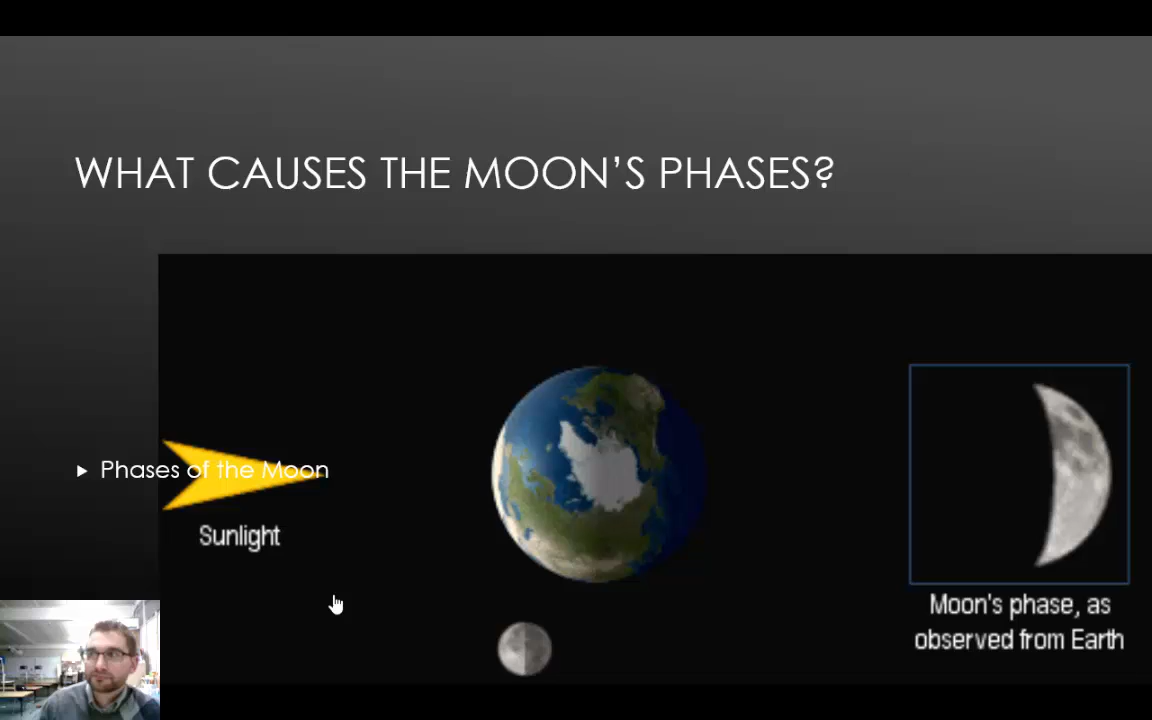 WHAT CAUSES THE MOON'S PHASES?
Phases of the Moon
Sunlight
Moon's phase, as
observed from Earth